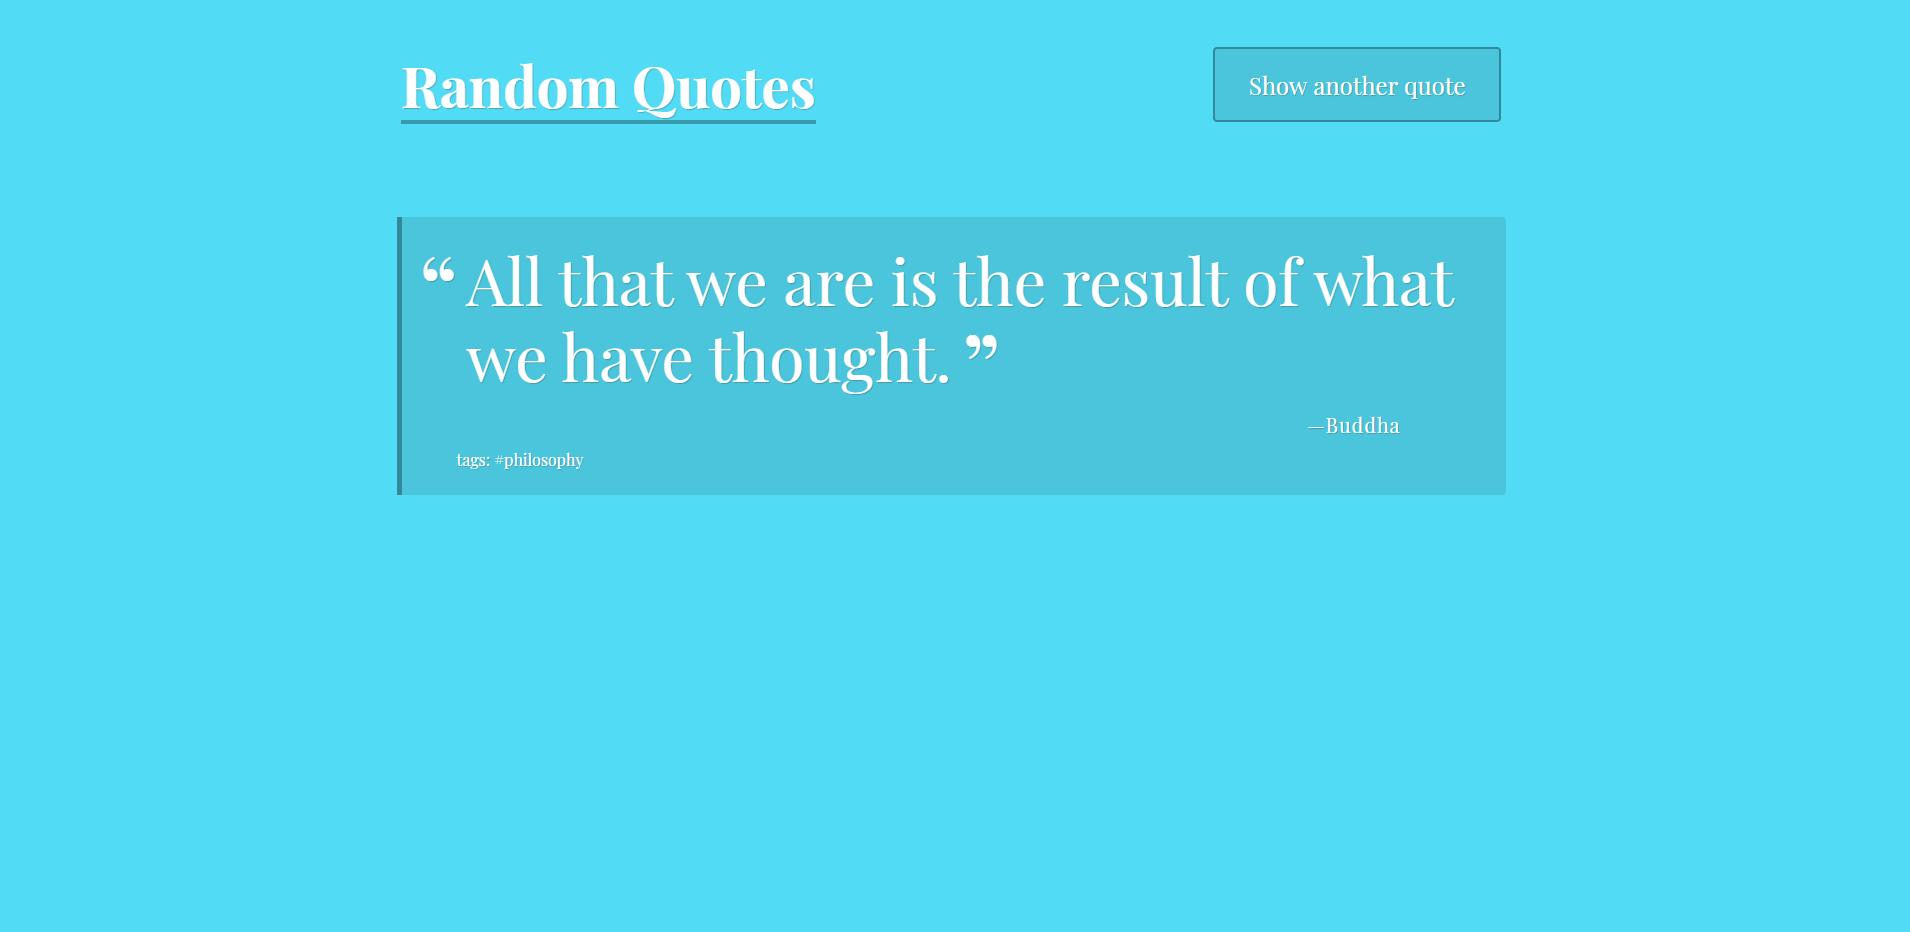 Random Quotes
Show another quote
“ All that we are is the result of what
we have thought. ”
—Buddha
tags: #philosophy